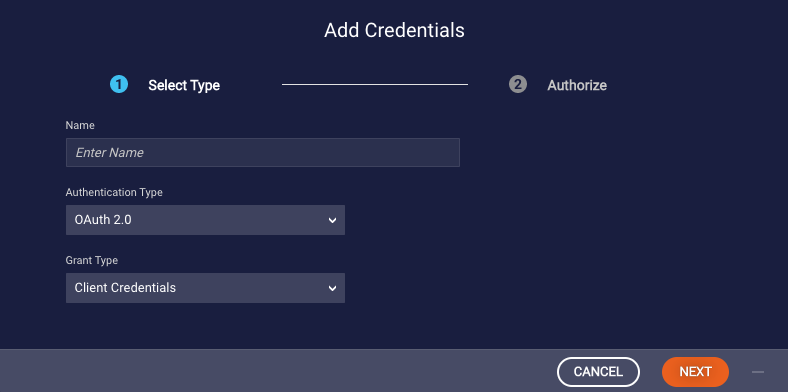 Add Credentials
1 Select Type 2 Authorize
Name
Enter Name
Authentication Type
OAuth 2.0
Grant Type
Client Credentials
CANCEL NEXT